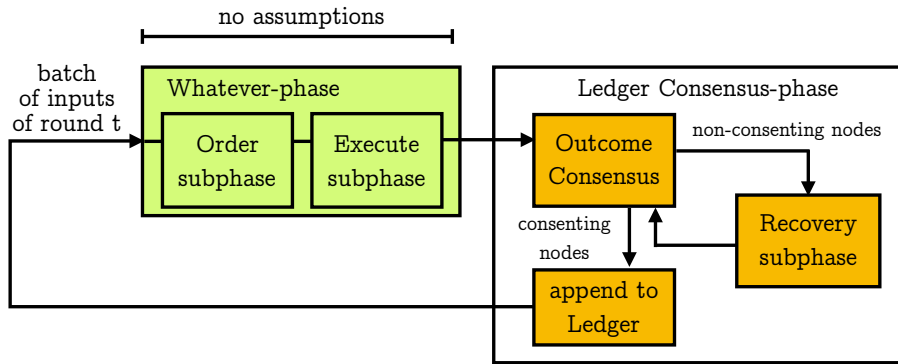 no assumptions
batch
of inputs
of round t
Whatever-phase
Order
subphase
Execute
subphase
Ledger Consensus-phase
Outcome
Consensus
non-consenting nodes
consenting
nodes
Recovery
subphase
append to
Ledger